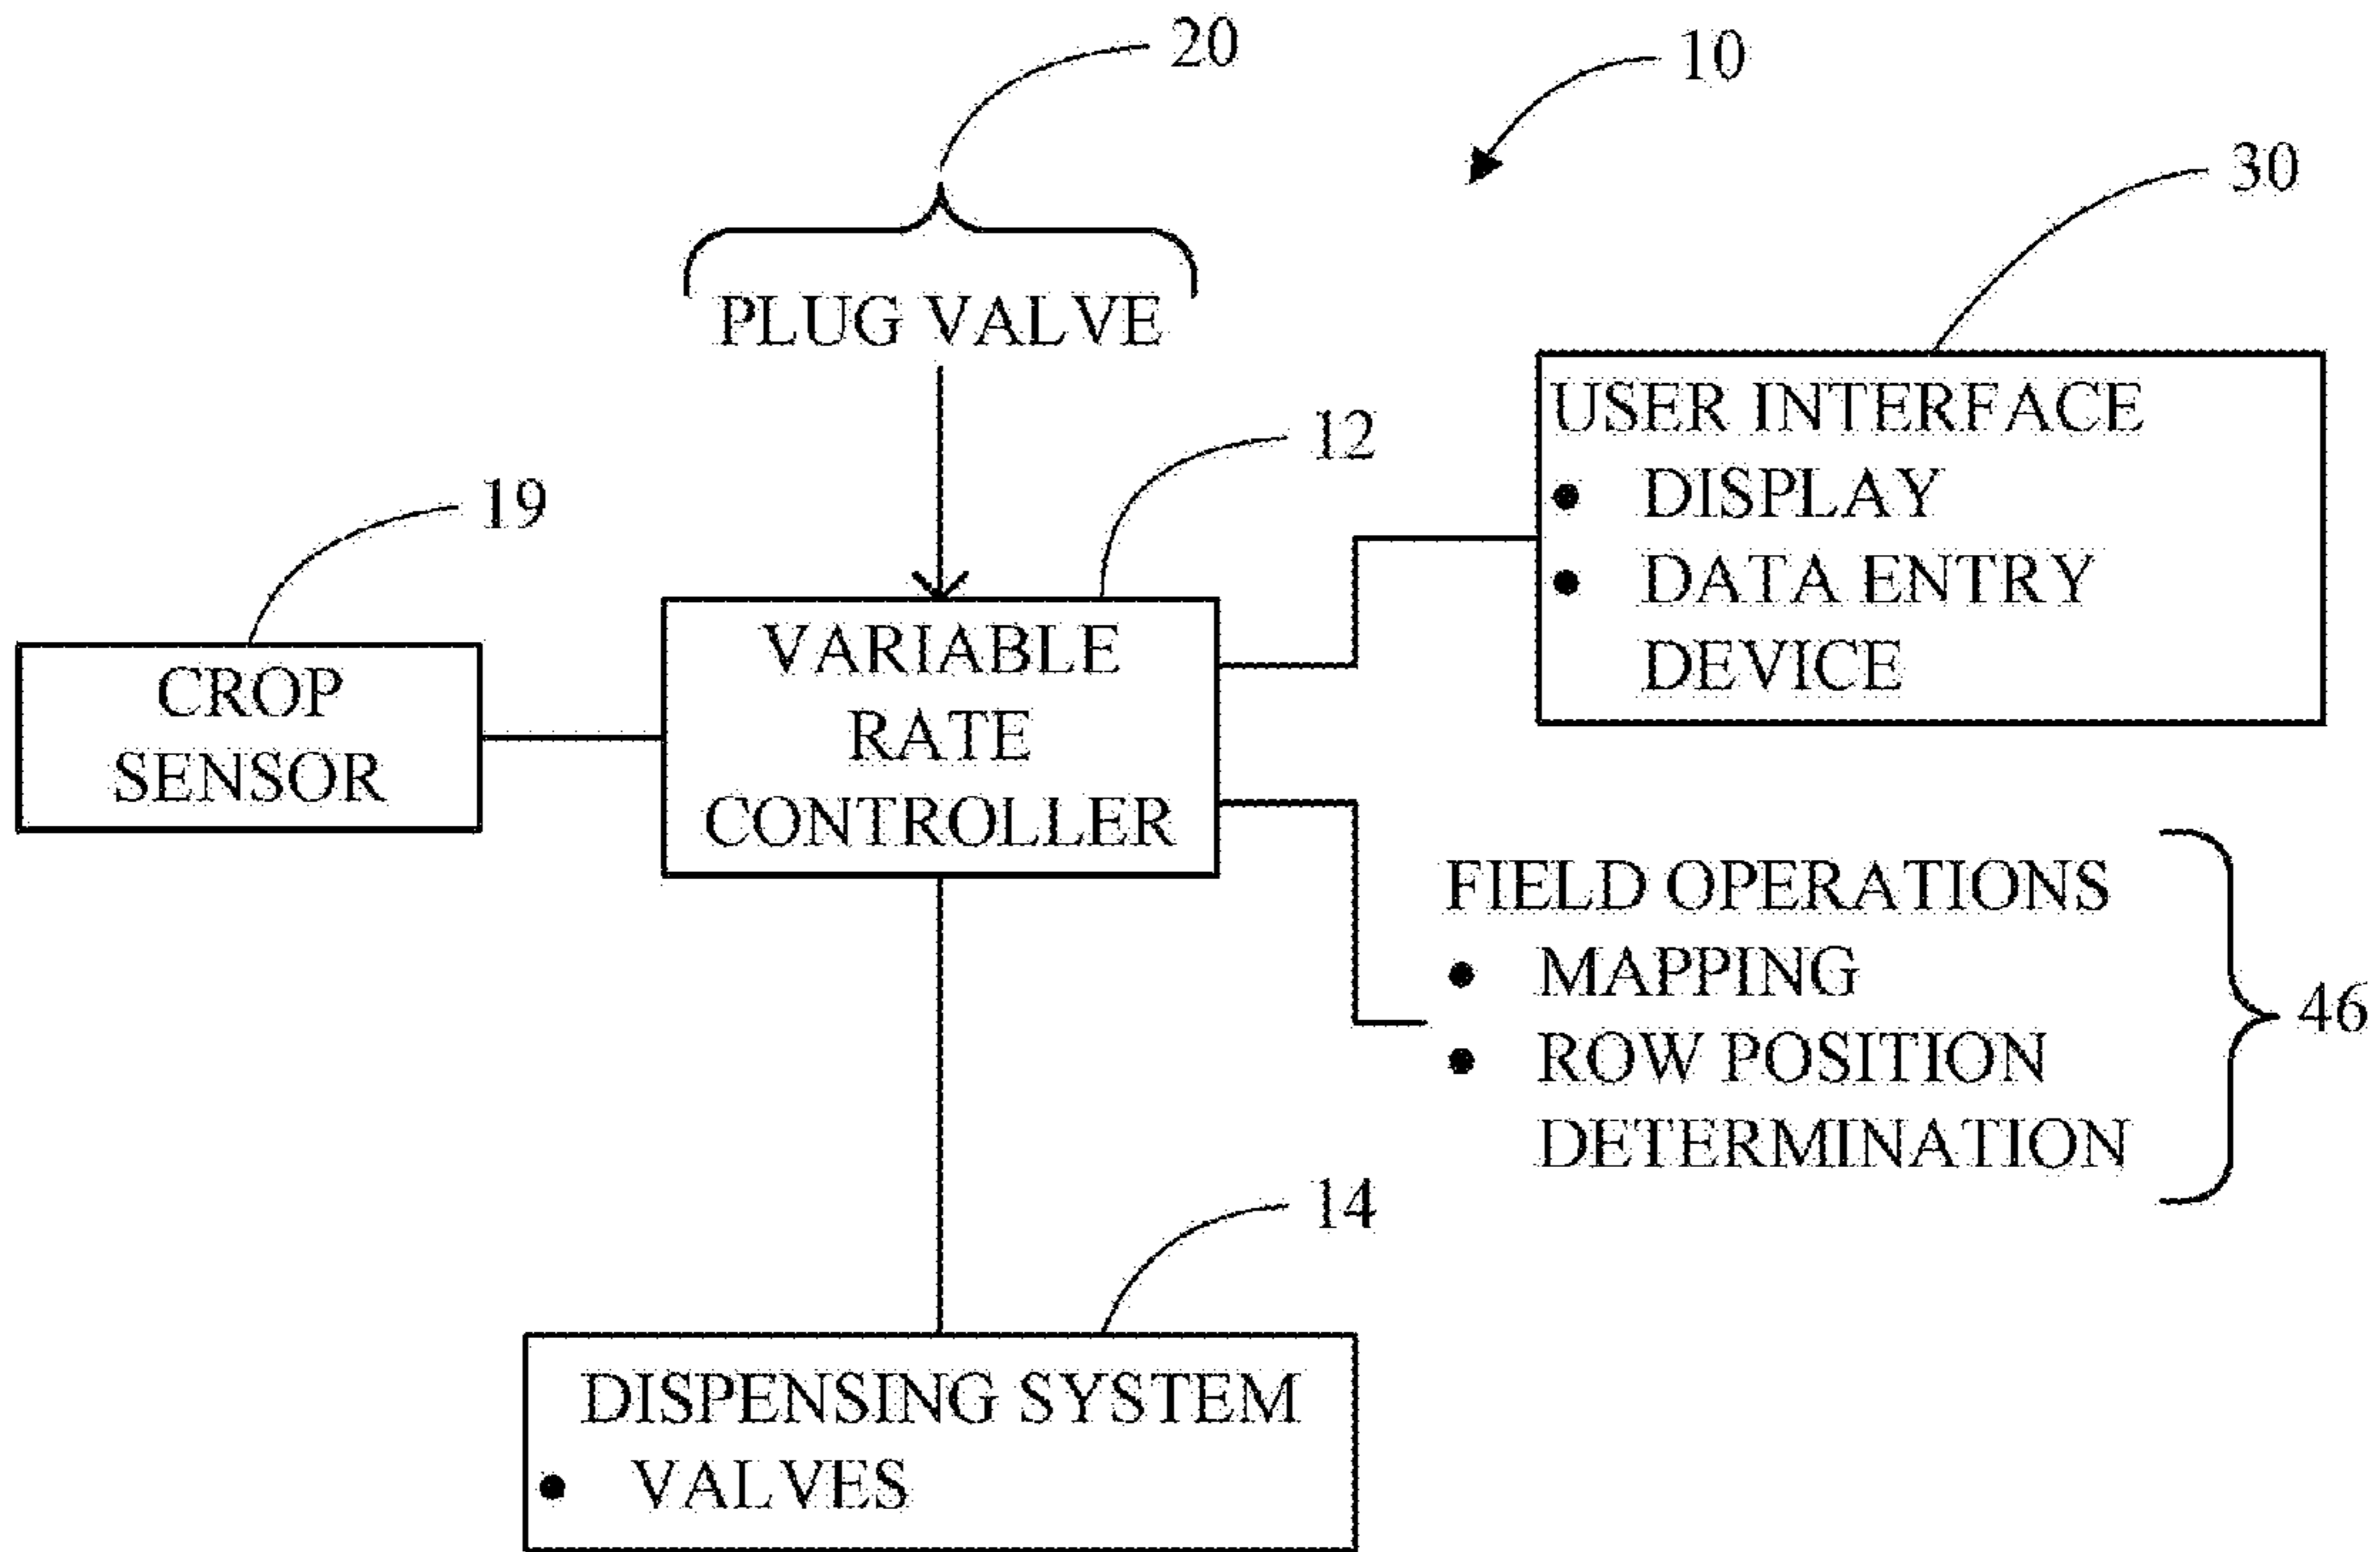 20
10
30
PLUG VALVE
12
19
USER INTERFACE
• DISPLAY
• DATA ENTRY
DEVICE
CROP
SENSOR
VARIABLE
RATE
CONTROLLER
FIELD OPERATIONS
• MAPPING
• ROW POSITION
DETERMINATION
46
14
DISPENSING SYSTEM
• VALVES